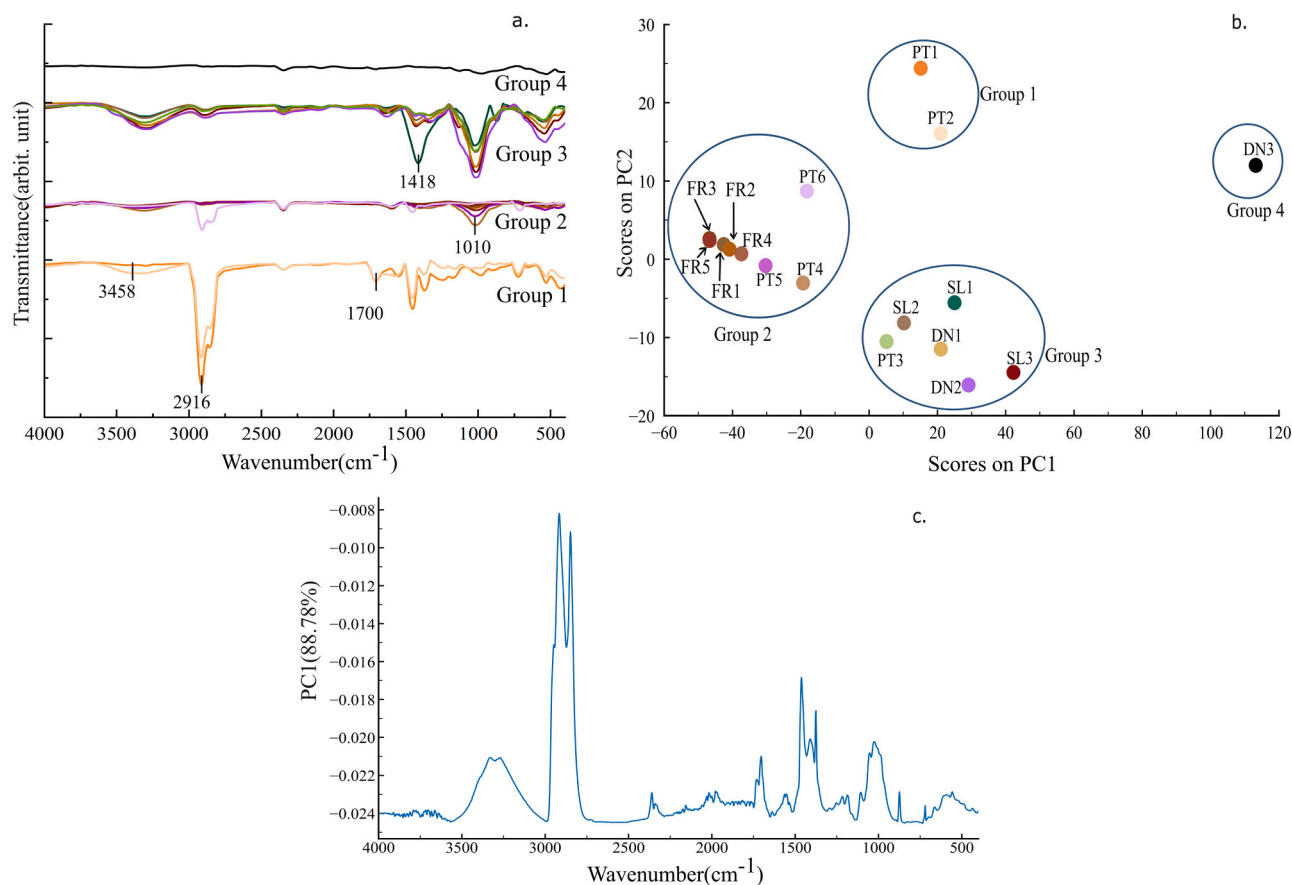 a.
Transmittance(arbit. unit)
Group 4
Group 3
1418
Group 2
1010
3458
1700
Group 1
2916
4000 3500 3000 2500 2000 1500 1000 500
Wavenumber(cm-1)
b.
Scores on PC2
30
20
10
0
−10
−20
PT1
PT2
Group 1
DN3
Group 4
PT6
FR3
FR2
FR4
FR5
FR1
PT5
PT4
Group 2
SL1
SL2
DN1
PT3
SL3
Group 3
DN2
−60 −40 −20 0 20 40 60 80 100 120
Scores on PC1
c.
PC1(88.78%)
−0.008
−0.010
−0.012
−0.014
−0.016
−0.018
−0.020
−0.022
−0.024
4000 3500 3000 2500 2000 1500 1000 500
Wavenumber(cm-1)